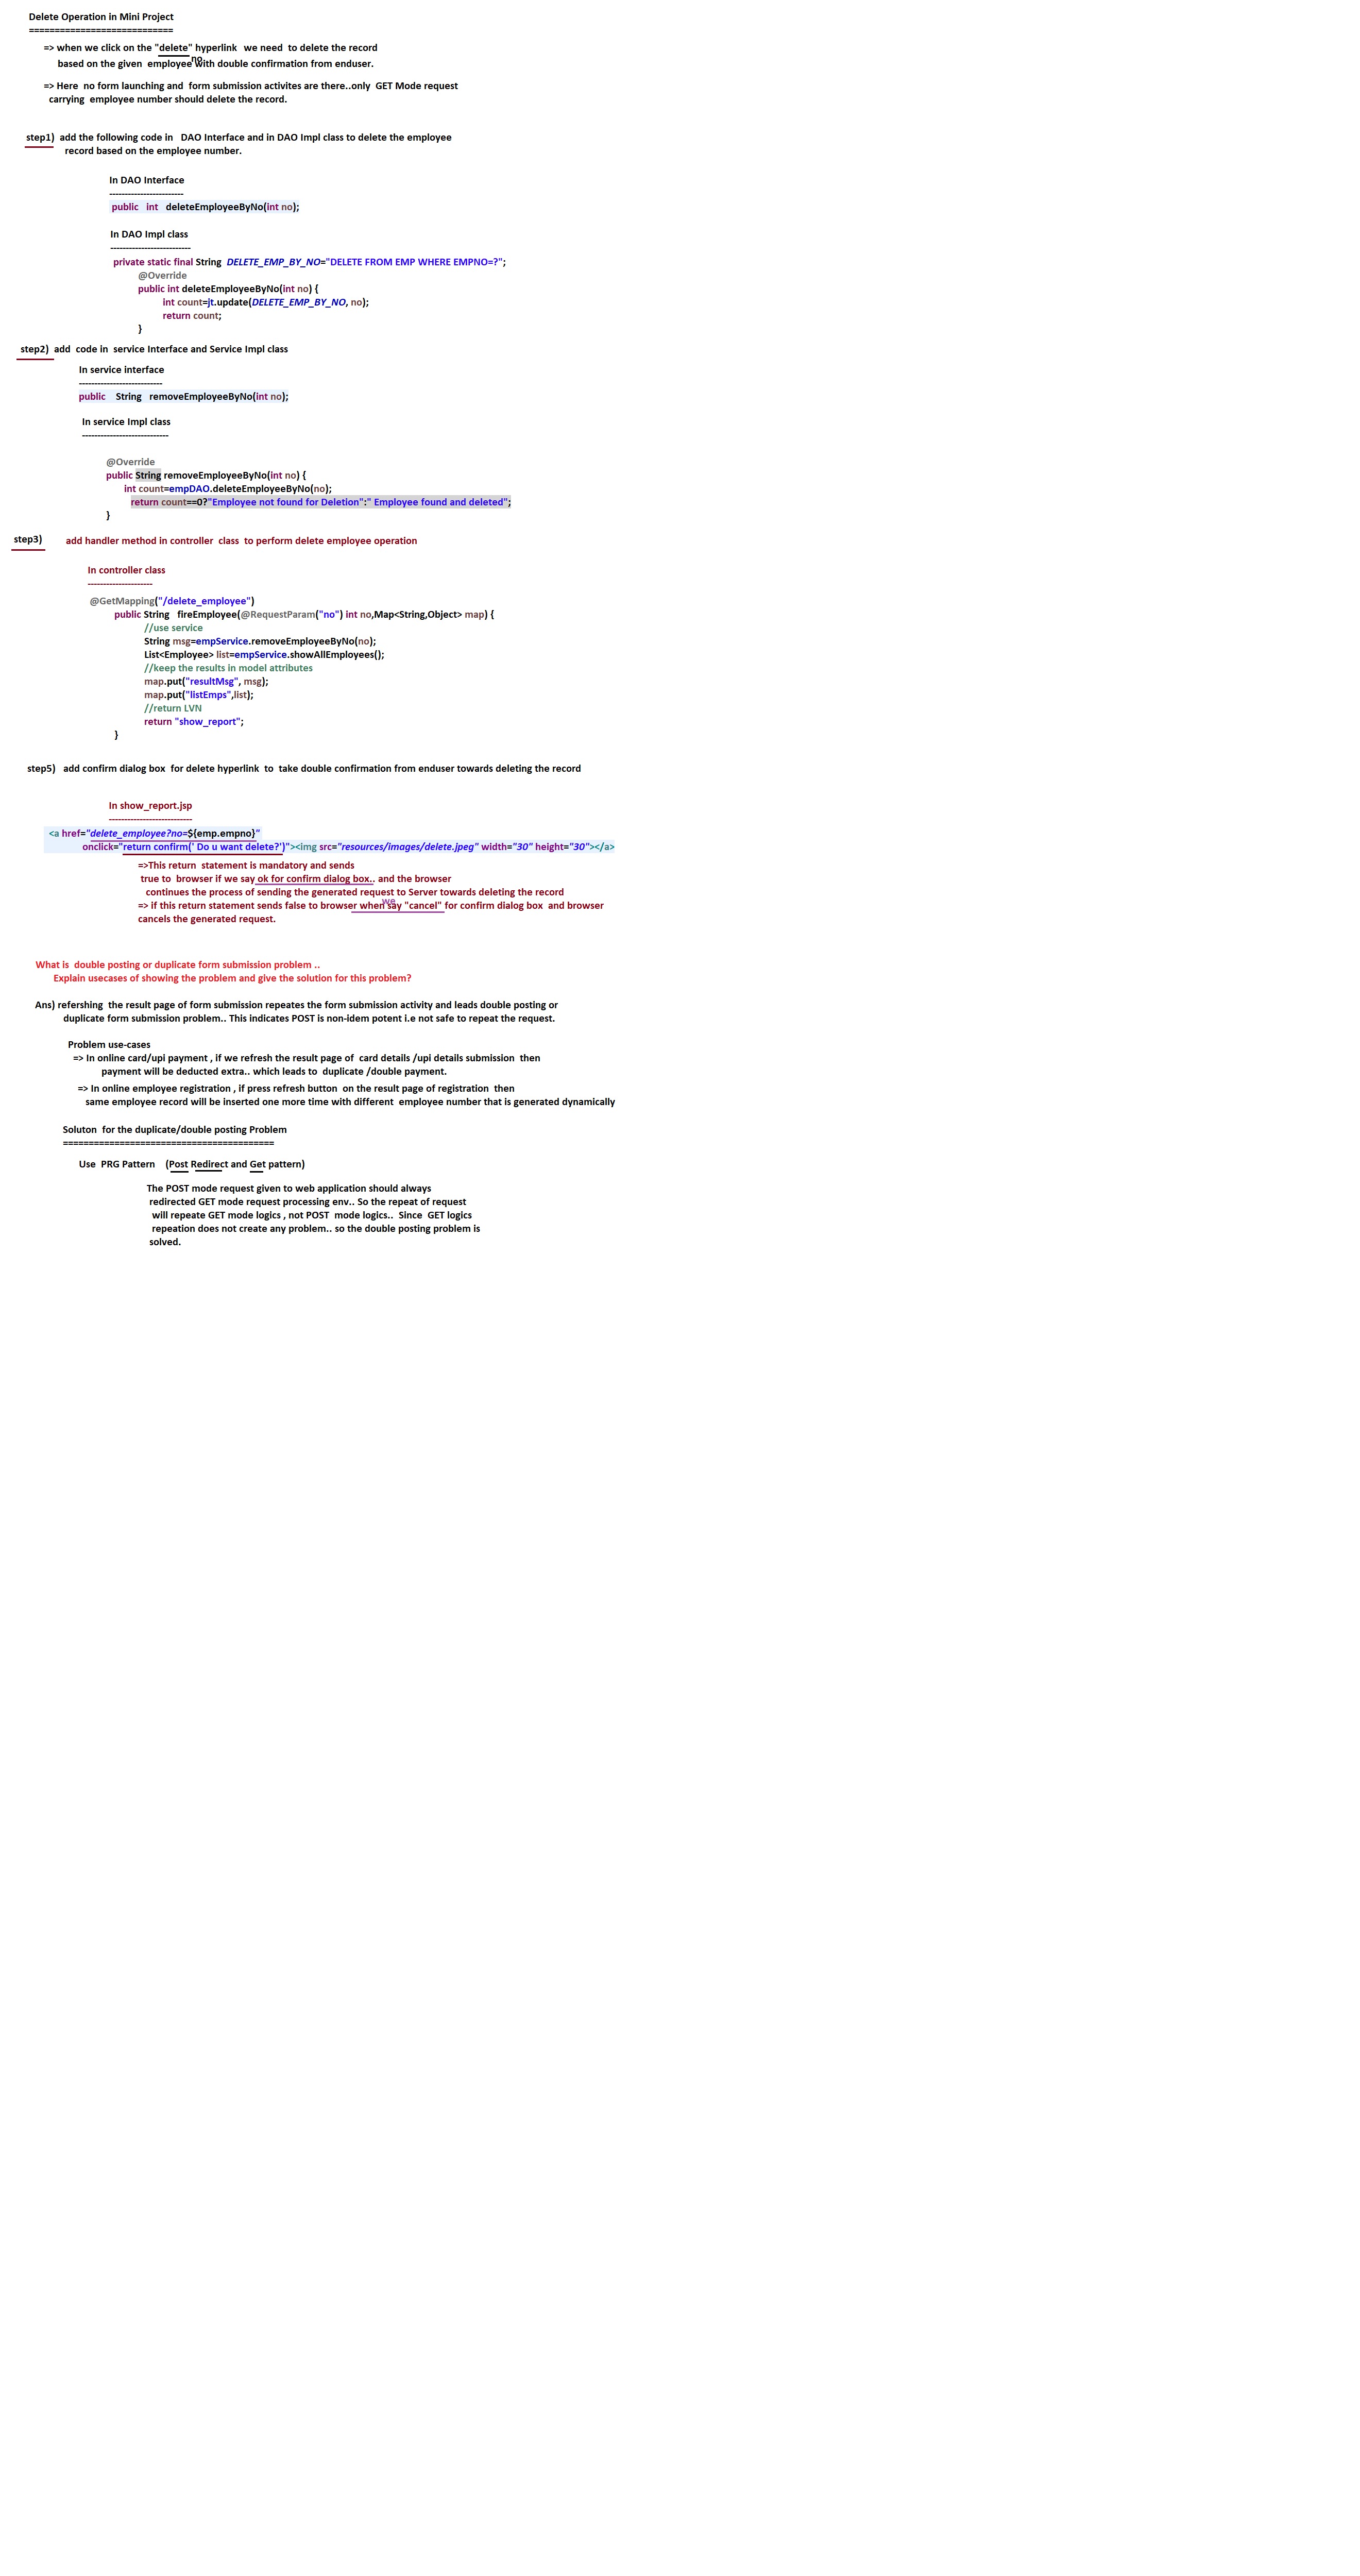 Delete Operation in Mini Project
============================
=> when we click on the "delete" hyperlink we need to delete the record
no
based on the given employee with double confirmation from enduser.
=> Here no form launching and form submission activites are there..only GET Mode request
carrying employee number should delete the record.
step1) add the following code in DAO Interface and in DAO Impl class to delete the employee
record based on the employee number.
In DAO Interface
------------------------
public int deleteEmployeeByNo(int no);
In DAO Impl class
--------------------------
private static final String DELETE_EMP_BY_NO="DELETE FROM EMP WHERE EMPNO=?";
@Override
public int deleteEmployeeByNo(int no) {
int count=jt.update(DELETE_EMP_BY_NO, no);
return count;
}
step2) add code in service Interface and Service Impl class
In service interface
---------------------------
public String removeEmployeeByNo(int no);
In service Impl class
----------------------------
@Override
public String removeEmployeeByNo(int no) {
int count=empDAO.deleteEmployeeByNo(no);
return count==0?"Employee not found for Deletion":" Employee found and deleted";
}
step3) add handler method in controller class to perform delete employee operation
In controller class
---------------------
@GetMapping("/delete_employee")
public String fireEmployee(@RequestParam("no") int no,Map<String,Object> map) {
//use service
String msg=empService.removeEmployeeByNo(no);
List<Employee> list=empService.showAllEmployees();
//keep the results in model attributes
map.put("resultMsg", msg);
map.put("listEmps",list);
//return LVN
return "show_report";
}
step5) add confirm dialog box for delete hyperlink to take double confirmation from enduser towards deleting the record
In show_report.jsp
---------------------------
<a href="delete_employee?no=${emp.empno}"
onclick="return confirm(' Do u want delete?')"><img src="resources/images/delete.jpeg" width="30" height="30"></a>
=>This return statement is mandatory and sends
true to browser if we say ok for confirm dialog box.. and the browser
continues the process of sending the generated request to Server towards deleting the record
we
=> if this return statement sends false to browser when say "cancel" for confirm dialog box and browser
cancels the generated request.
What is double posting or duplicate form submission problem ..
Explain usecases of showing the problem and give the solution for this problem?
Ans) refershing the result page of form submission repeates the form submission activity and leads double posting or
duplicate form submission problem.. This indicates POST is non-idem potent i.e not safe to repeat the request.
Problem use-cases
=> In online card/upi payment , if we refresh the result page of card details /upi details submission then
payment will be deducted extra.. which leads to duplicate /double payment.
=> In online employee registration , if press refresh button on the result page of registration then
same employee record will be inserted one more time with different employee number that is generated dynamically
Soluton for the duplicate/double posting Problem
=========================================
Use PRG Pattern (Post Redirect and Get pattern)
The POST mode request given to web application should always
redirected GET mode request processing env.. So the repeat of request
will repeate GET mode logics , not POST mode logics.. Since GET logics
repeation does not create any problem.. so the double posting problem is
solved.